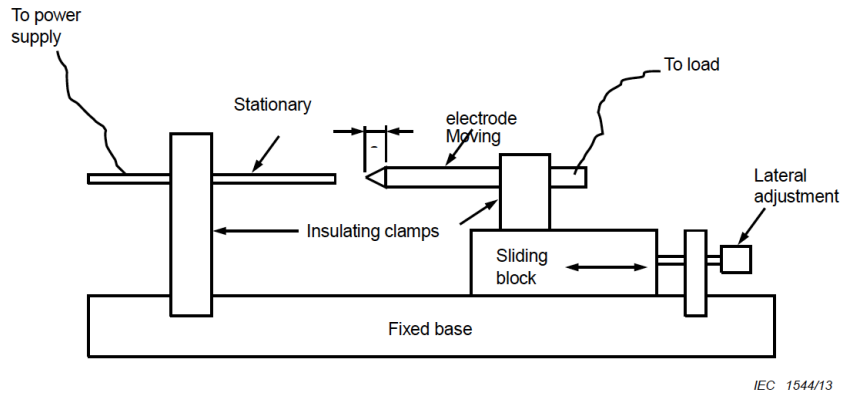 To power
supply
To load
Stationary
electrode
Moving
Lateral
adjustment
Insulating clamps
Sliding
block
Fixed base
IEC 1544/13